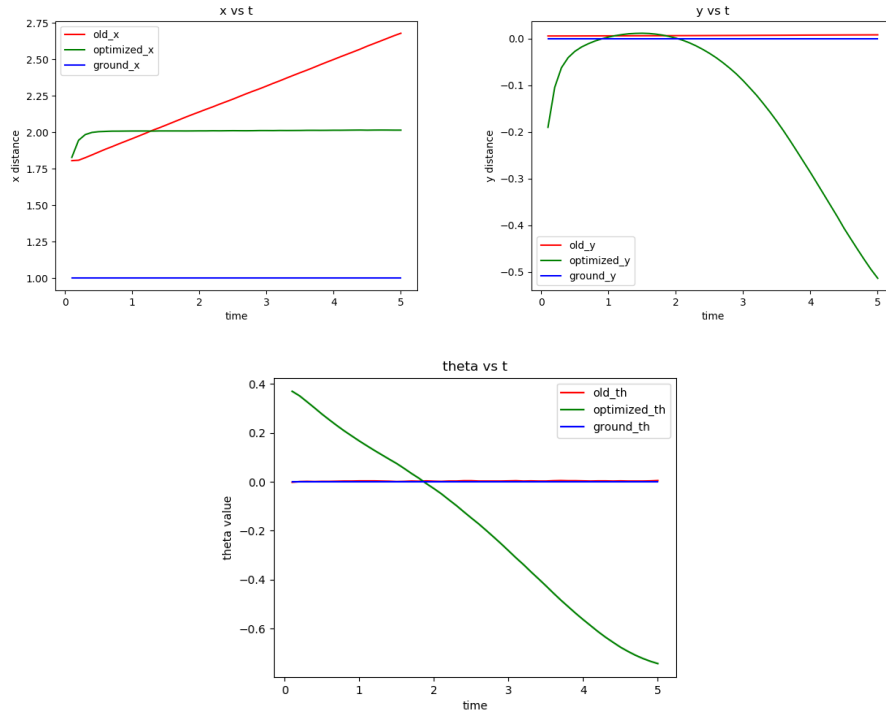 x vs t
2.75
2.50
2.25
2.00
1.75
1.50
1.25
1.00
x distance
old_x
optimized_x
ground_x
0 1 2 3 4 5
time
y vs t
0.0
−0.1
−0.2
−0.3
−0.4
−0.5
y distance
old_y
optimized_y
ground_y
0 1 2 3 4 5
time
theta vs t
0.4
0.2
0.0
−0.2
−0.4
−0.6
theta value
old_th
optimized_th
ground_th
0 1 2 3 4 5
time